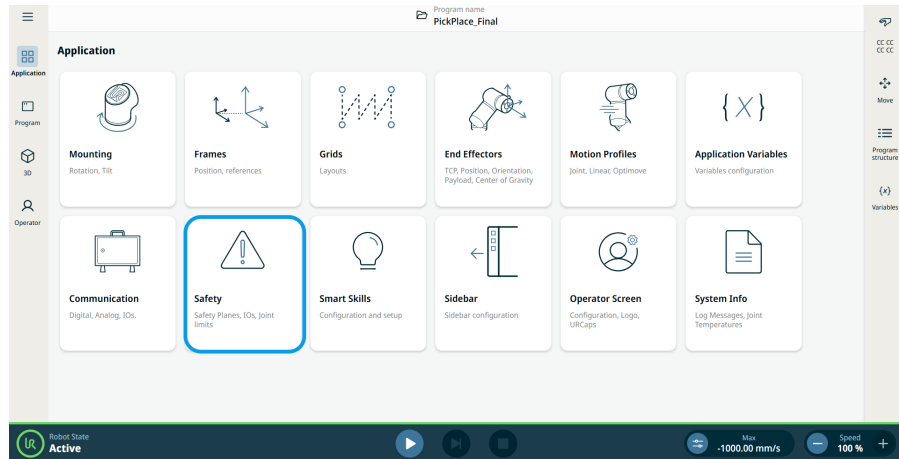 Program name
PickPlace_Final
Application
CC CC
CC CC
Application
Program
3D
Operator
Mounting
Rotation, Tilt
Frames
Position, references
Grids
Layouts
End Effectors
TCP, Position, Orientation,
Payload, Center of Gravity
Motion Profiles
Joint, Linear, Optimove
{X}
Application Variables
Variables configuration
Communication
Digital, Analog, IOs.
Safety
Safety Planes, IOs, Joint
limits
Smart Skills
Configuration and setup
Sidebar
Sidebar configuration
Operator Screen
Configuration, Logo,
URCaps
System Info
Log Messages, Joint
Temperatures
Move
Program
structure
{x}
Variables
UR
Robot State
Active
Max
-1000.00 mm/s
Speed
100 %